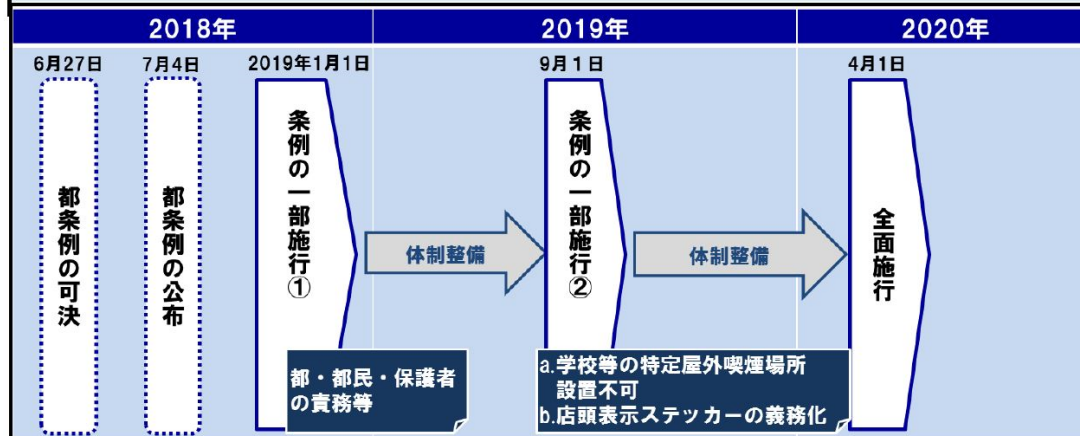 2018年
2019年
2020年
6月27日
7月4日
2019年1月1日
9月1日
4月1日
都条例の可決
都条例の公布
条例の一部施行①
体制整備
条例の一部施行②
体制整備
全面施行
都・都民・保護者
の責務等
a.学校等の特定屋外喫煙場所
設置不可
b.店頭表示ステッカーの義務化